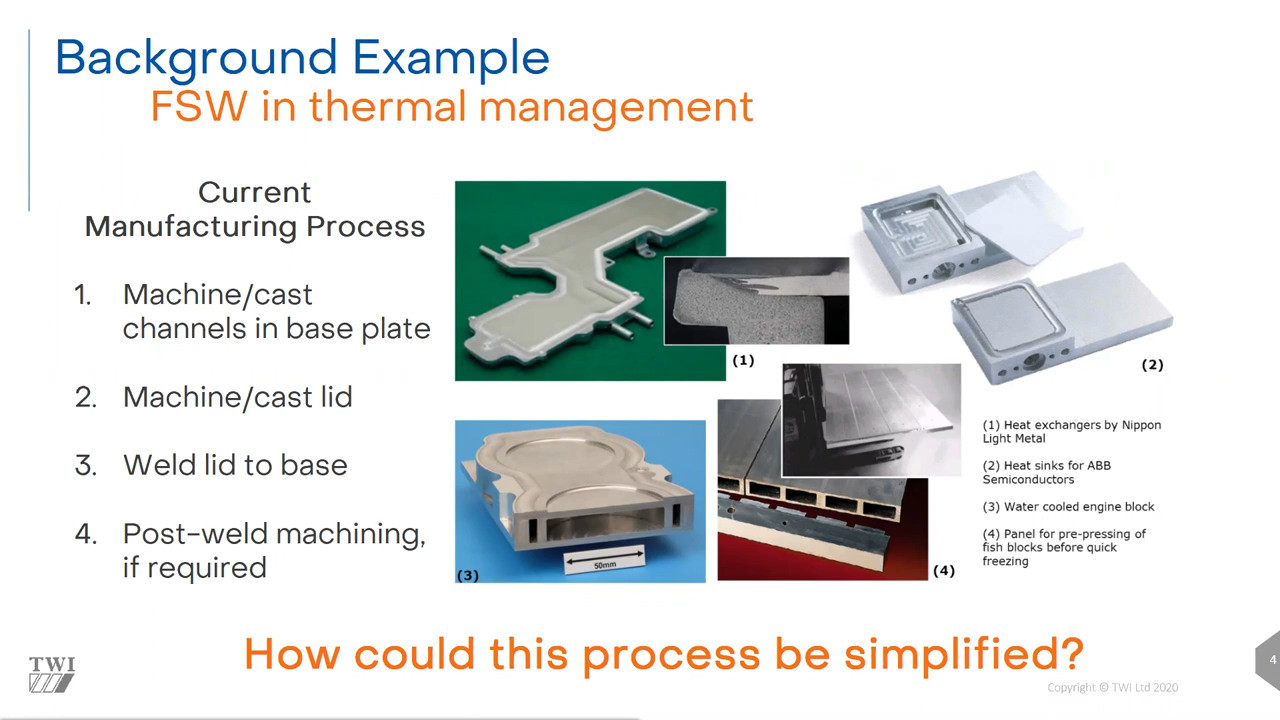 Background Example
FSW in thermal management
Current
Manufacturing Process
1. Machine/cast
channels in base plate
2. Machine/cast lid
3. Weld lid to base
4. Post-weld machining,
if required
(1)
(2)
(3)
50mm
(4)
(1) Heat exchangers by Nippon
Light Metal
(2) Heat sinks for ABB
Semiconductors
(3) Water cooled engine block
(4) Panel for pre-pressing of
fish blocks before quick
freezing
How could this process be simplified?
TWI
Copyright © TWI Ltd 2020
4